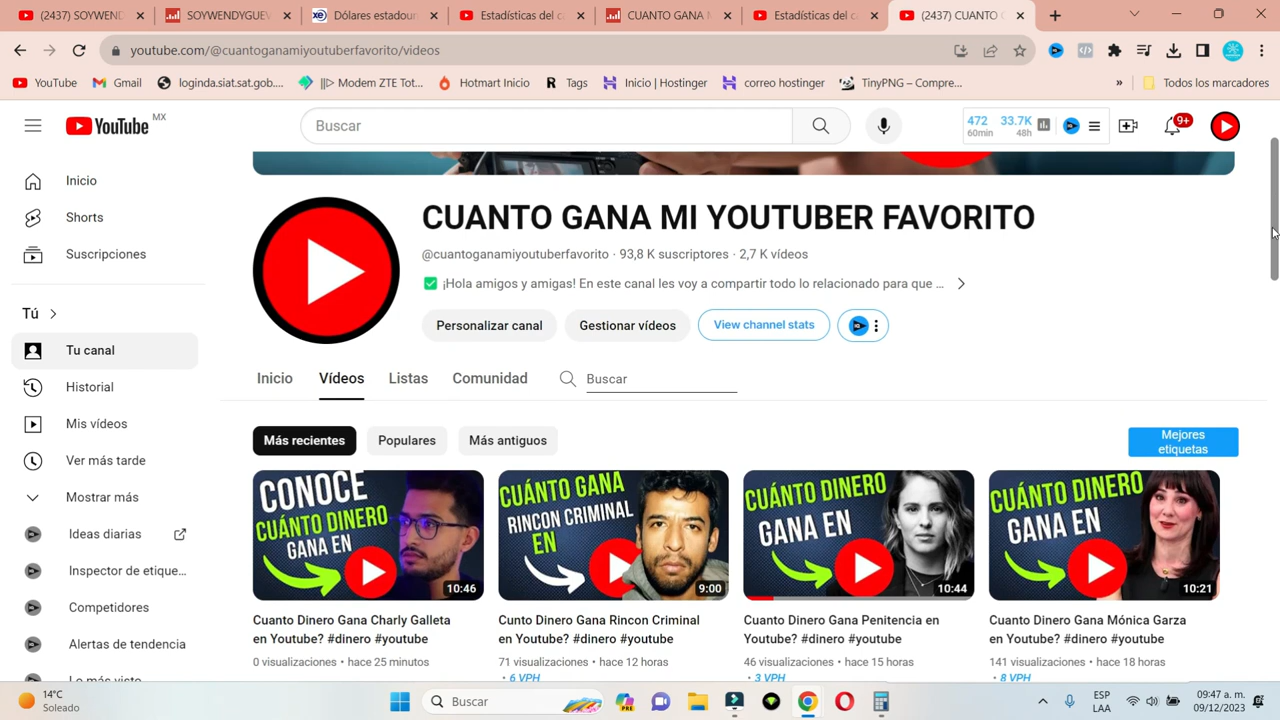 (2437) SOYWEND
SOYWENDYGUEV
Dólares estadour
Estadísticas del c
CUANTO GANA M
Estadísticas del c
(2437) CUANTO G
youtube.com/@cuantoganamiyoutuberfavorito/videos
YouTube
Gmail
loginda.siat.sat.gob....
||▷ Modem ZTE Tot...
Hotmart Inicio
Tags
Inicio | Hostinger
correo hostinger
TinyPNG – Compre...
»
Todos los marcadores
YouTube MX
Buscar
472
60min
33.7K
48h
9+
Inicio
Shorts
Suscripciones
Tú
Tu canal
Historial
Mis vídeos
Ver más tarde
Mostrar más
Ideas diarias
Inspector de etique...
Competidores
Alertas de tendencia
Lo más visto
CUANTO GANA MI YOUTUBER FAVORITO
@cuantoganamiyoutuberfavorito · 93,8 K suscriptores · 2,7 K vídeos
✅ ¡Hola amigos y amigas! En este canal les voy a compartir todo lo relacionado para que ...
Personalizar canal
Gestionar vídeos
View channel stats
Inicio
Vídeos
Listas
Comunidad
Buscar
Más recientes
Populares
Más antiguos
Mejores
etiquetas
CONOCE
CUÁNTO DINERO
GANA EN
10:46
Cuanto Dinero Gana Charly Galleta
en Youtube? #dinero #youtube
0 visualizaciones · hace 25 minutos
CUÁNTO GANA
RINCON CRIMINAL
EN
9:00
Cunto Dinero Gana Rincon Criminal
en Youtube? #dinero #youtube
71 visualizaciones · hace 12 horas
· 6 VPH
CUÁNTO DINERO
GANA EN
10:44
Cuanto Dinero Gana Penitencia en
Youtube? #dinero #youtube
46 visualizaciones · hace 15 horas
· 3 VPH
CUÁNTO DINERO
GANA EN
10:21
Cuanto Dinero Gana Mónica Garza
en Youtube? #dinero #youtube
141 visualizaciones · hace 18 horas
· 8 VPH
14°C
Soleado
Buscar
PRE
ESP
LAA
09:47 a. m.
09/12/2023